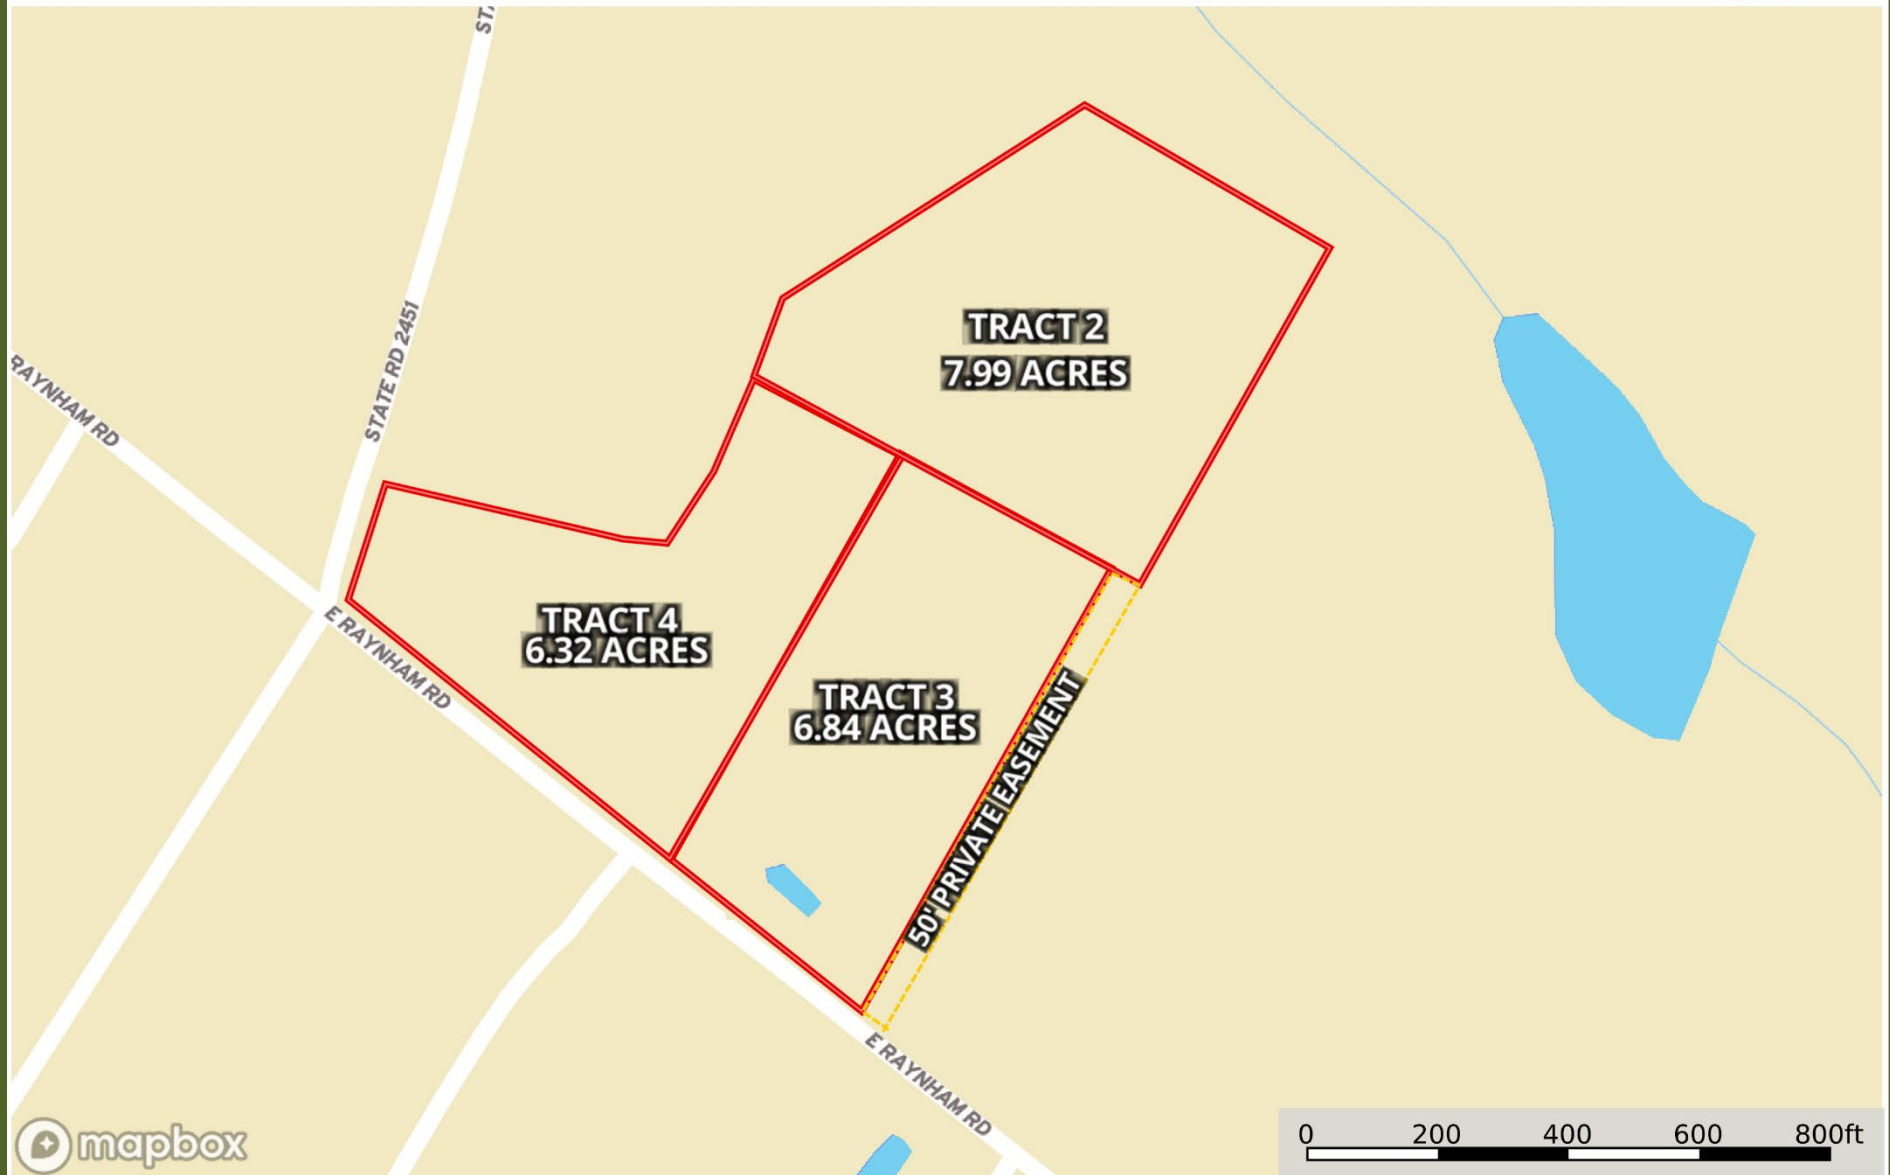 ST
STATE RD 2451
RAYNHAM RD
TRACT 2
7.99 ACRES
E RAYNHAM RD
TRACT 4
6.32 ACRES
TRACT 3
6.84 ACRES
50' PRIVATE EASEMENT
E RAYNHAM RD
mapbox
0 200 400 600 800ft